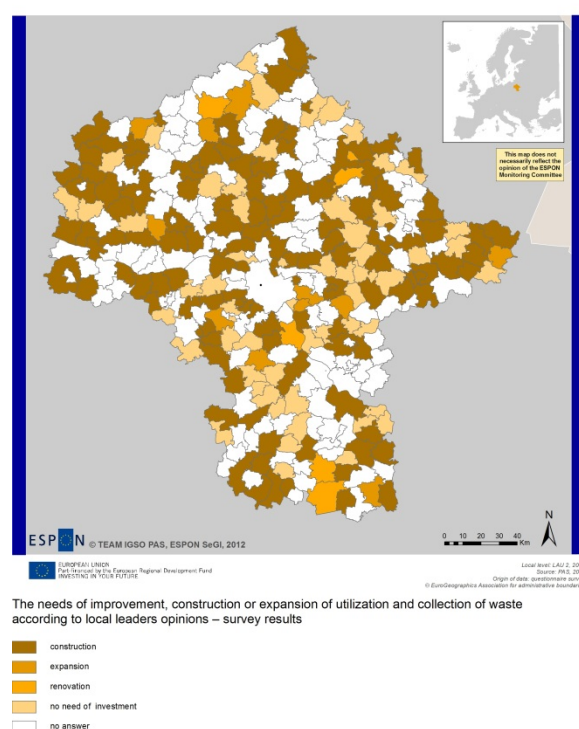 This map does not
necessarily reflect the
opinion of the ESPON
Monitoring Committee
N
0 10 20 30 40
Km
ESPON © TEAM IGSO PAS, ESPON SeGI, 2012
EUROPEAN UNION
Part-financed by the European Regional Development Fund
INVESTING IN YOUR FUTURE
Local level: LAU 2, 20
Source: PAS, 20
Origin of data: questionnaire surv
© EuroGeographics Association for administrative boundar
The needs of improvement, construction or expansion of utilization and collection of waste
according to local leaders opinions – survey results
construction
expansion
renovation
no need of investment
no answer